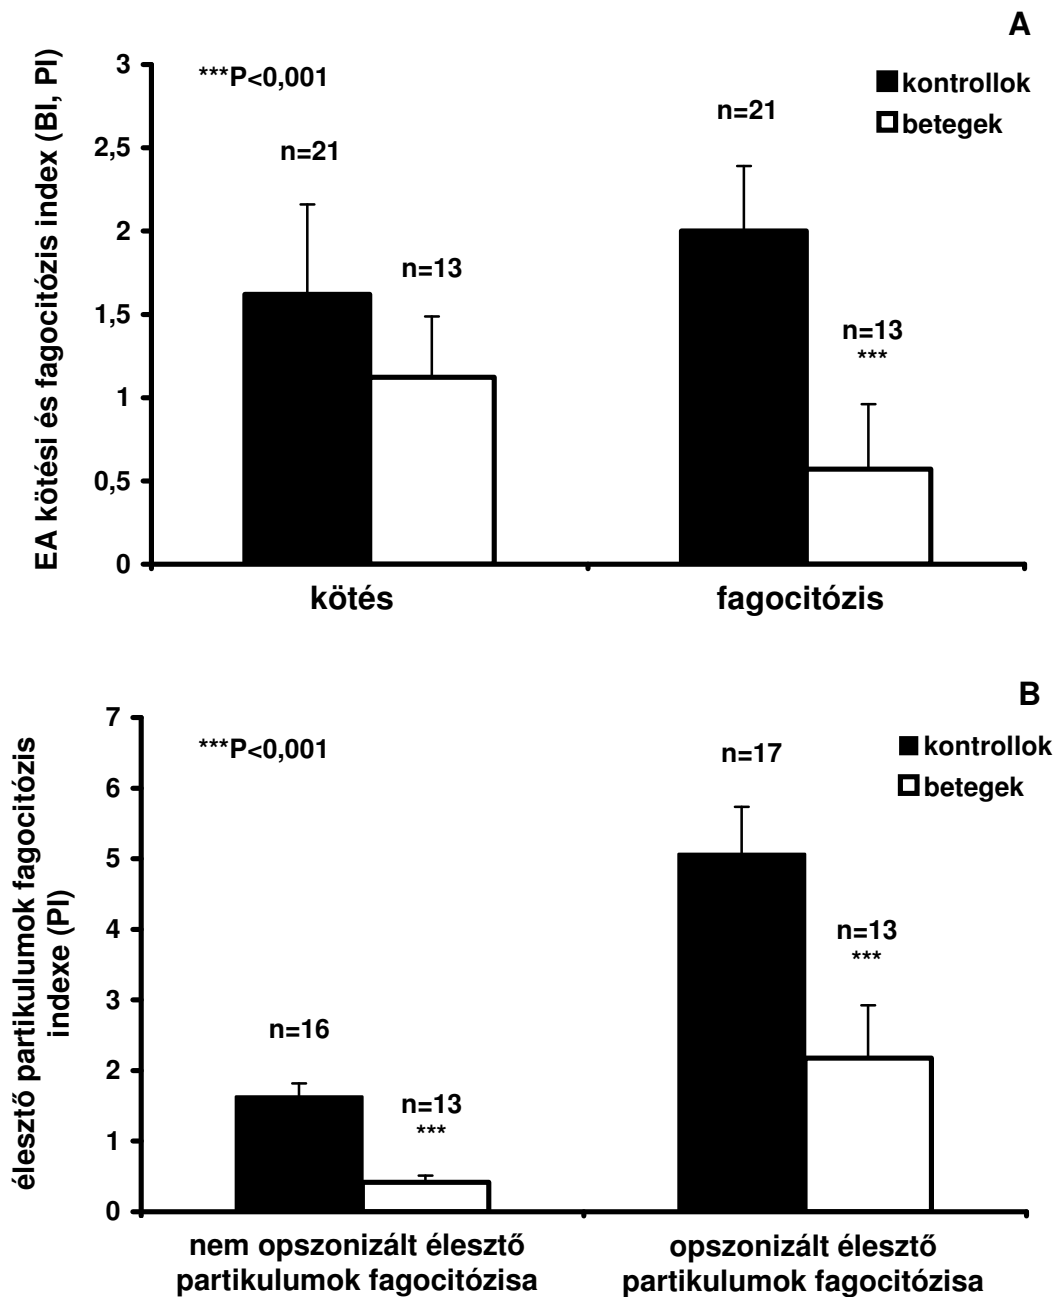 A
EA kötési és fagocitózis index (BI, PI)
3
2,5
2
1,5
1
0,5
0
***P<0,001
kontrollok
betegek
n=21
n=13
n=21
n=13
***
kötés
fagocitózis
B
élesztő partikulumok fagocitózis
indexe (PI)
7
6
5
4
3
2
1
0
***P<0,001
kontrollok
betegek
n=16
n=13
***
n=17
n=13
***
nem opszonizált élesztő
partikulumok fagocitózisa
opszonizált élesztő
partikulumok fagocitózisa